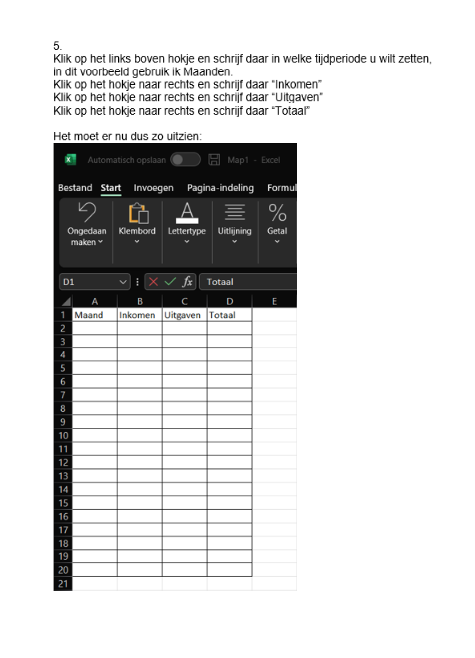 5.
Klik op het links boven hokje en schrijf daar in welke tijdperiode u wilt zetten,
in dit voorbeeld gebruik ik Maanden.
Klik op het hokje naar rechts en schrijf daar “Inkomen”
Klik op het hokje naar rechts en schrijf daar “Uitgaven”
Klik op het hokje naar rechts en schrijf daar “Totaal”
Het moet er nu dus zo uitzien:
Automatisch opslaan Map1 - Excel
Bestand Start Invoegen Pagina-indeling Formul
Ongedaan maken Klembord Lettertype Uitlijning Getal
D1 fx Totaal
A B C D E
1 Maand Inkomen Uitgaven Totaal
2
3
4
5
6
7
8
9
10
11
12
13
14
15
16
17
18
19
20
21